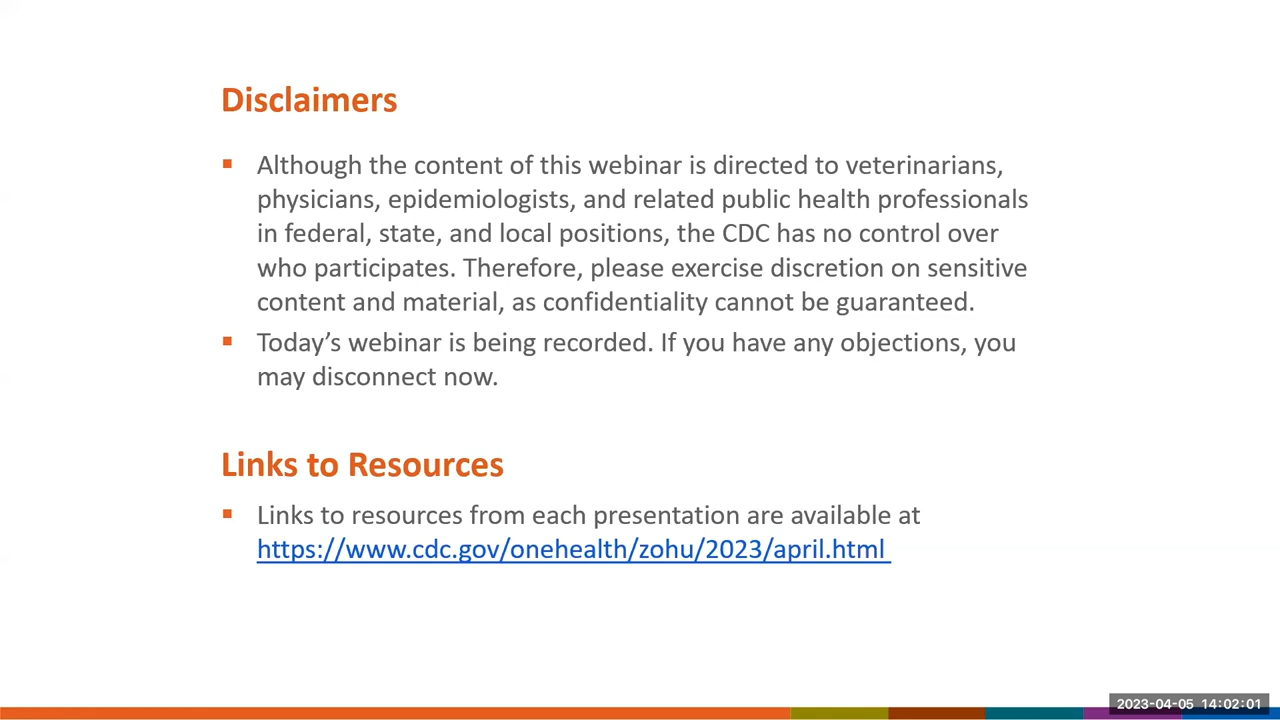 Disclaimers
▪ Although the content of this webinar is directed to veterinarians,
physicians, epidemiologists, and related public health professionals
in federal, state, and local positions, the CDC has no control over
who participates. Therefore, please exercise discretion on sensitive
content and material, as confidentiality cannot be guaranteed.
▪ Today’s webinar is being recorded. If you have any objections, you
may disconnect now.
Links to Resources
▪ Links to resources from each presentation are available at
https://www.cdc.gov/onehealth/zohu/2023/april.html
2023-04-05 14:02:01